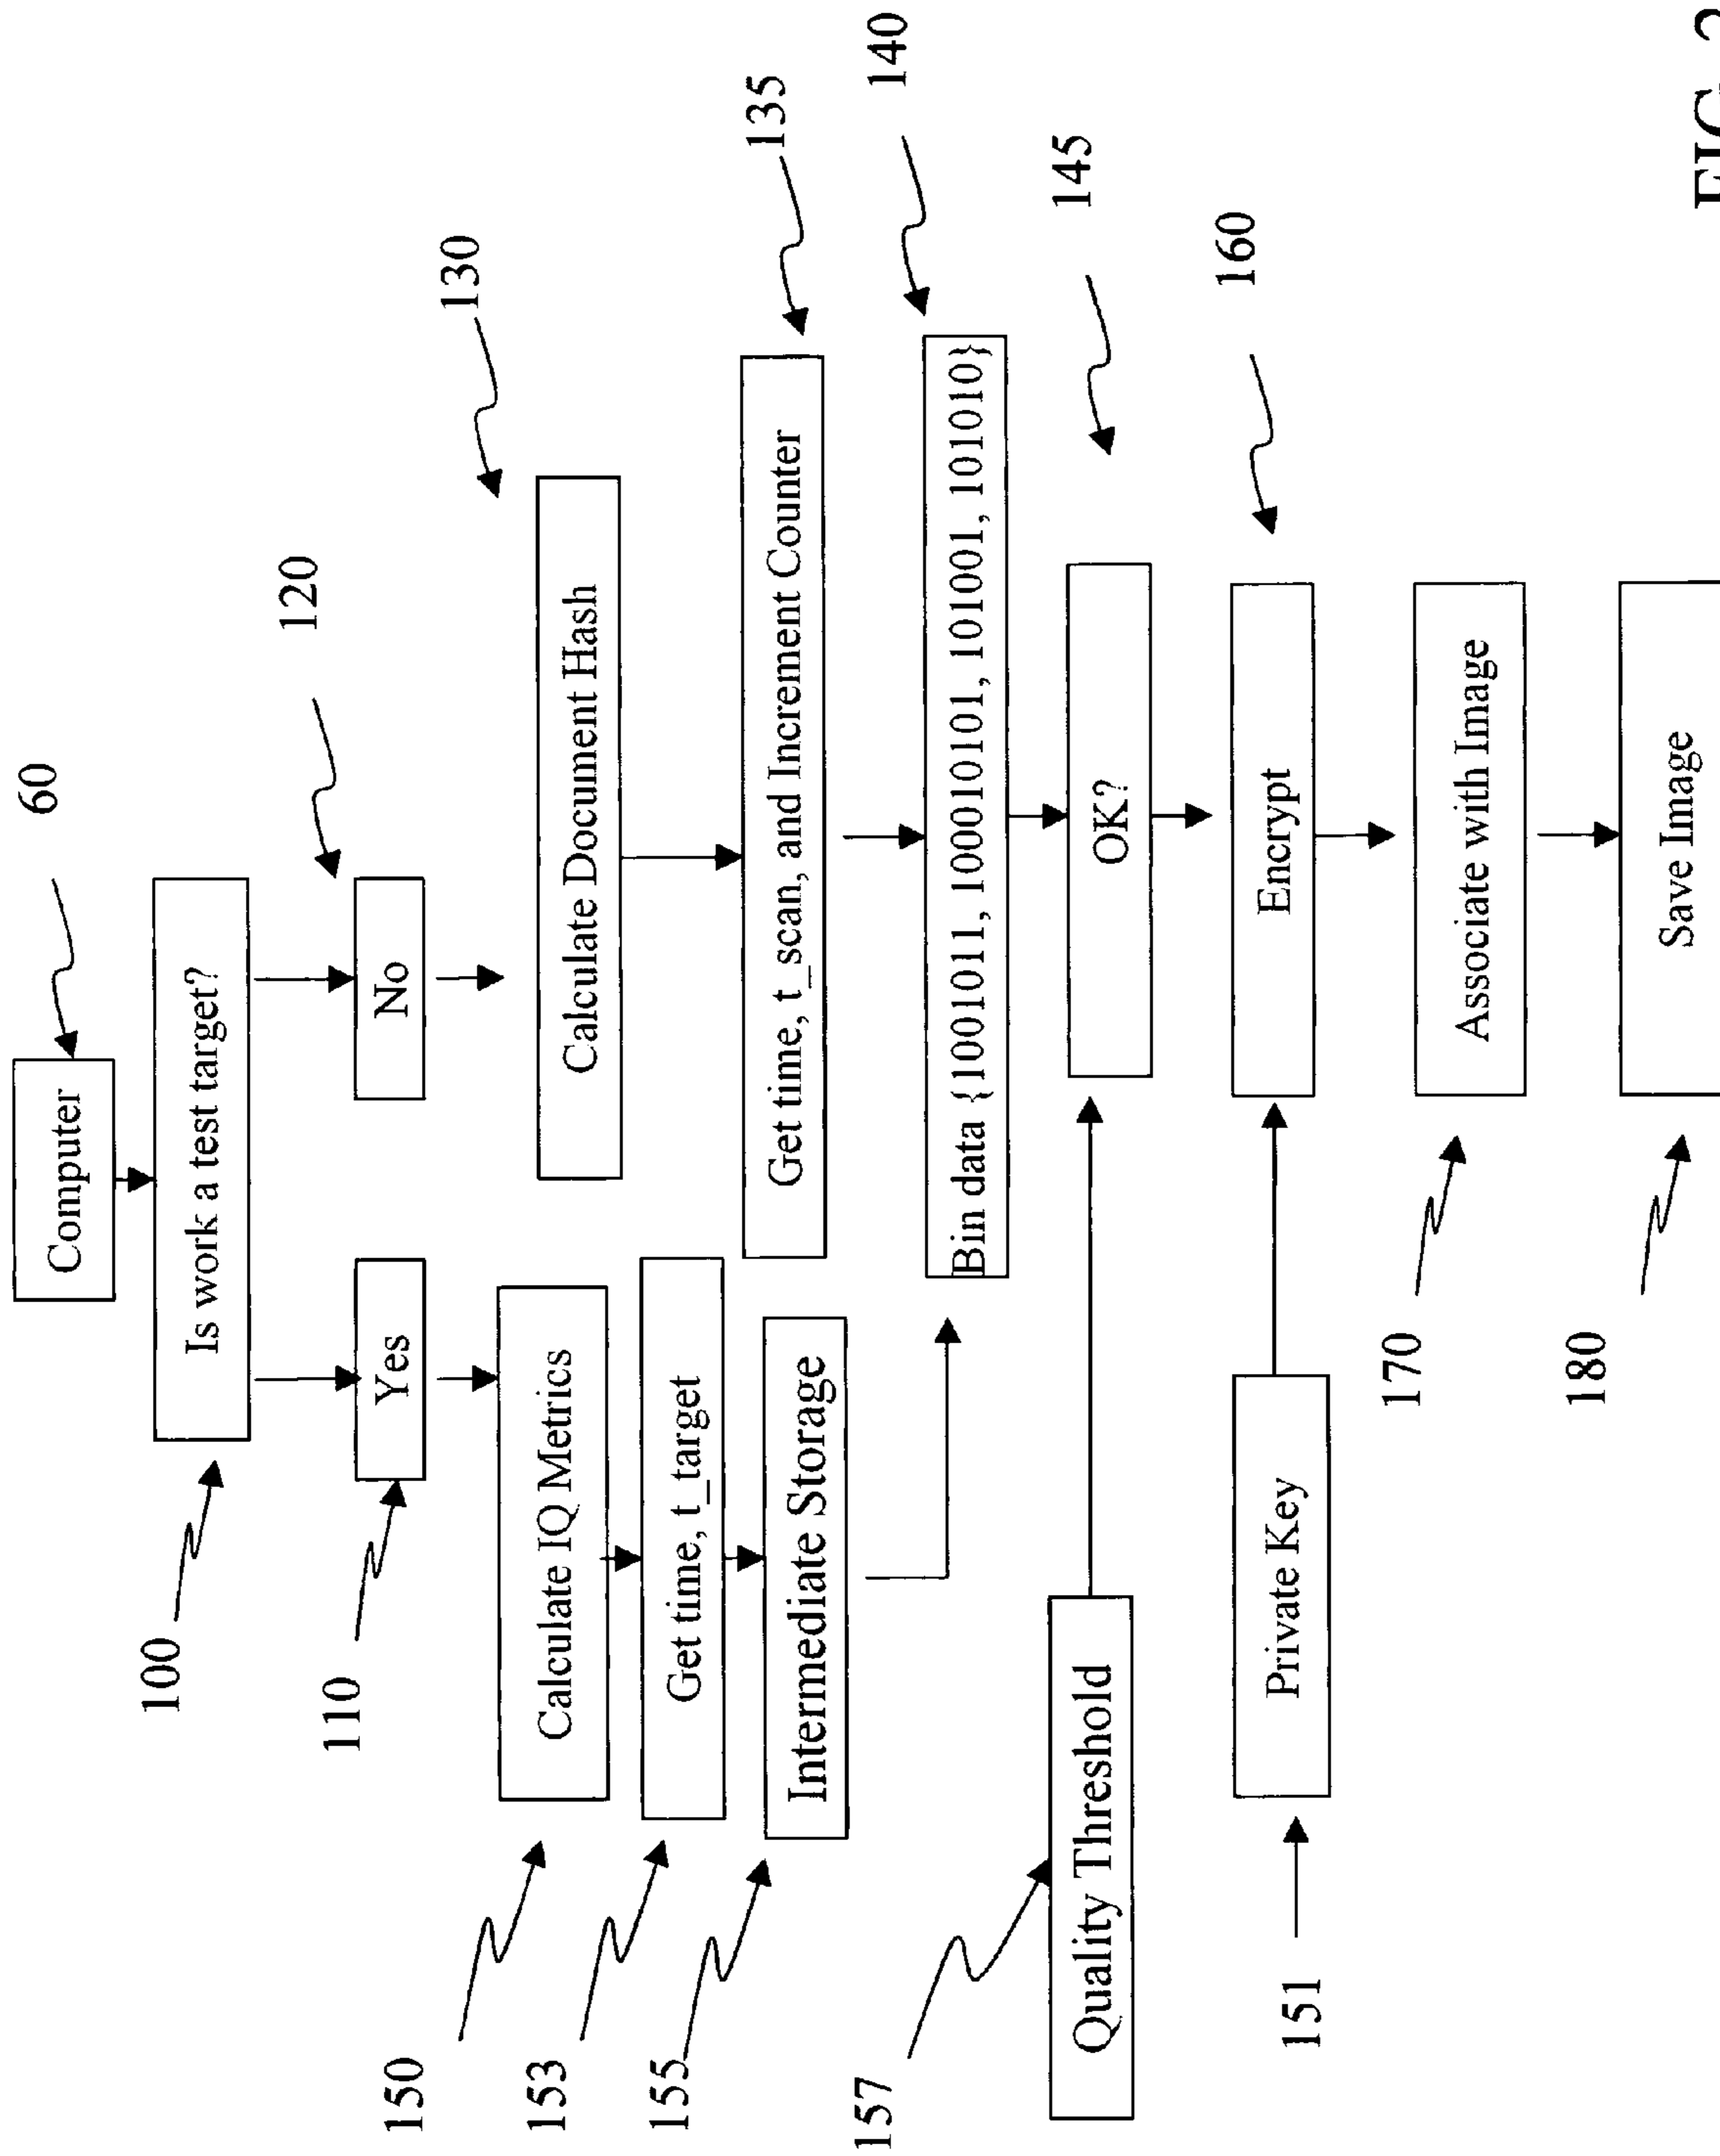 60
Computer
100
Is work a test target?
120
110
Yes
No
150
130
Calculate IQ Metrics
Calculate Document Hash
153
Get time, t_target
155
135
Get time, t_scan, and Increment Counter
Intermediate Storage
157
140
Bin data {1001011, 100010101, 101001, 101010}
145
Quality Threshold
OK?
160
Private Key
Encrypt
151
170
Associate with Image
180
Save Image
FIG